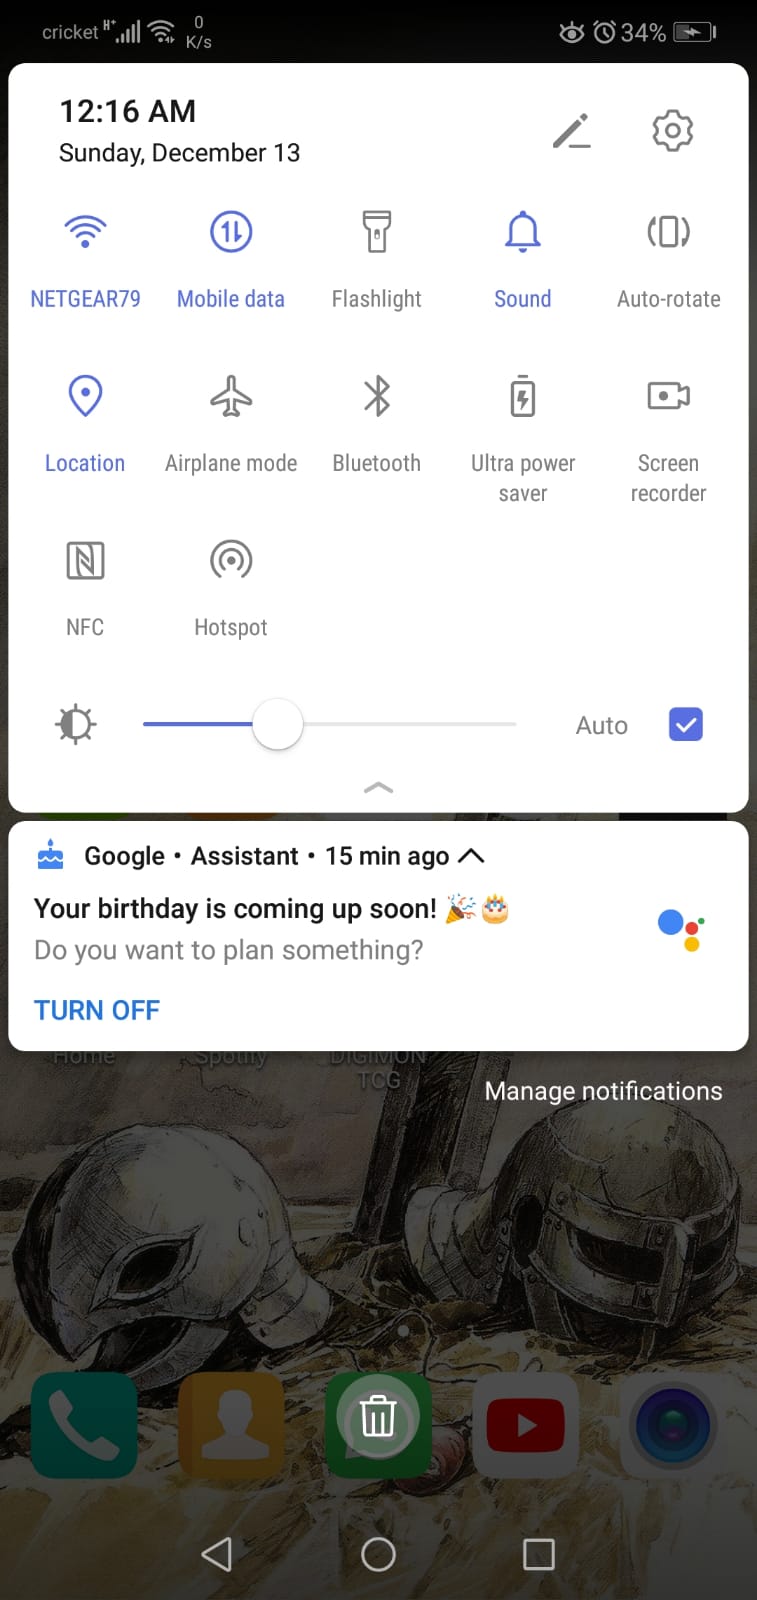 cricket H+ 0 K/s 34%
12:16 AM
Sunday, December 13
NETGEAR79 Mobile data Flashlight Sound Auto-rotate
Location Airplane mode Bluetooth Ultra power saver Screen recorder
NFC Hotspot
Auto
Google • Assistant • 15 min ago
Your birthday is coming up soon! 🎉🎂
Do you want to plan something?
TURN OFF
Home Spotify DIGIMON TCG
Manage notifications